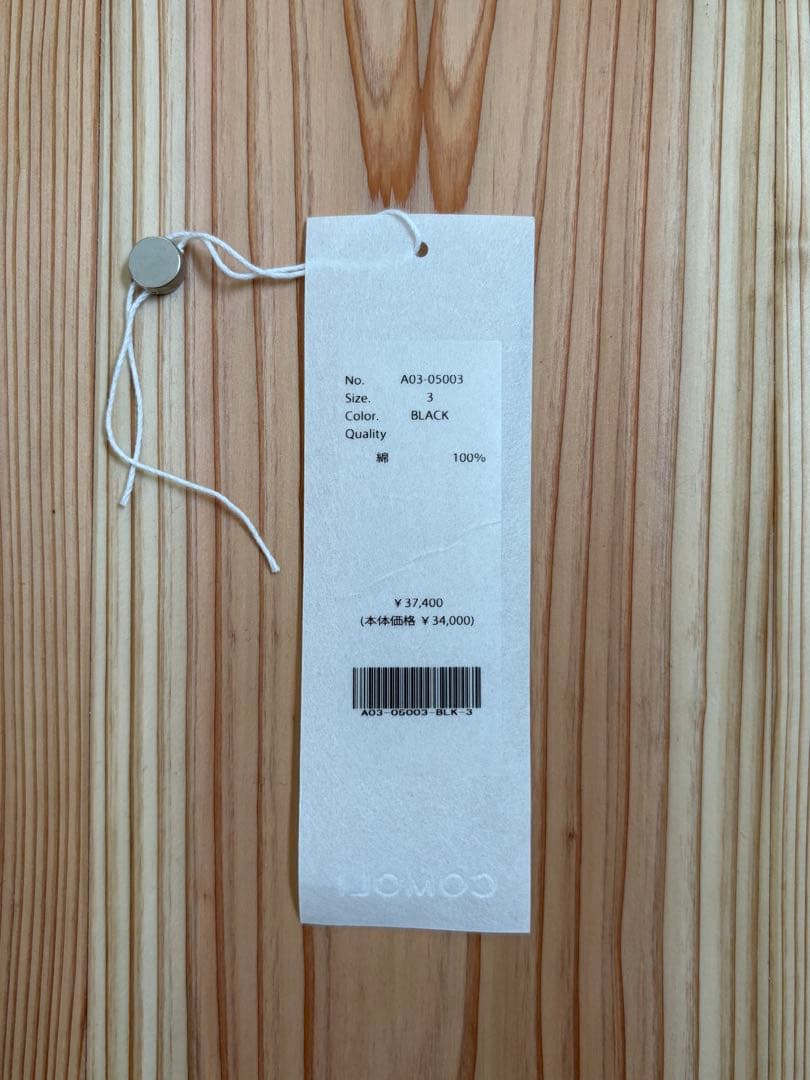 No. A03-05003
Size. 3
Color. BLACK
Quality
綿 100%
¥37,400
(本体価格 ¥34,000)
A03-05003-BLK-3
COMOLI